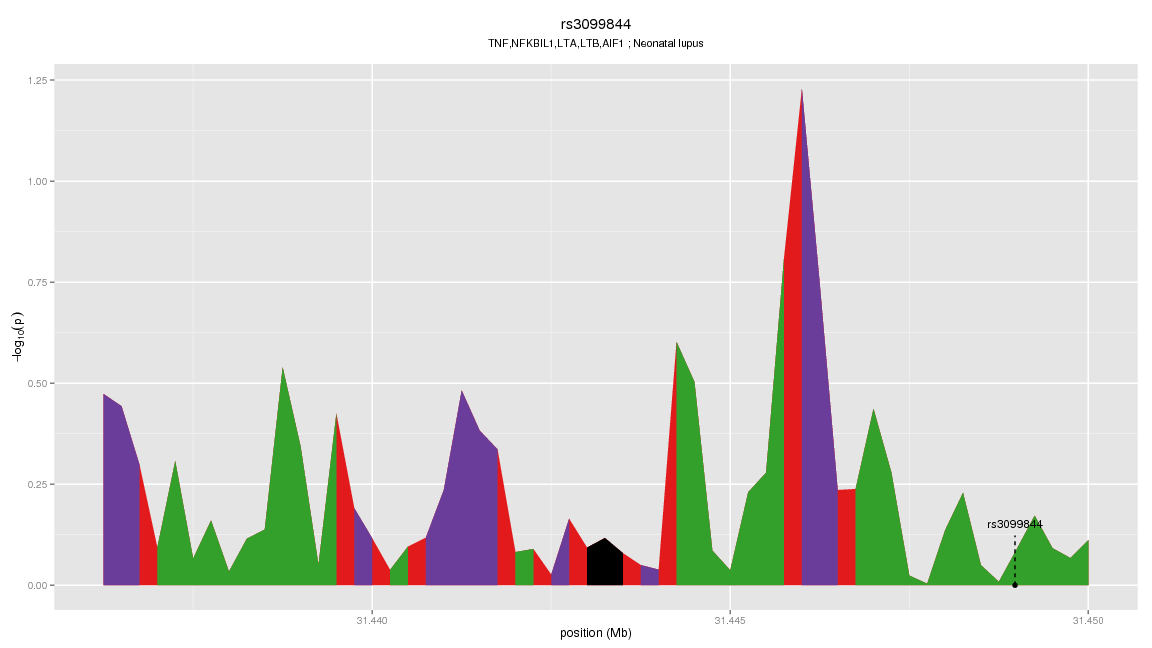 rs3099844
TNF,NFKBIL1,LTA,LTB,AIF1 ; Neonatal lupus
1.25
1.00
0.75
0.50
0.25
0.00
−log10(p)
rs3099844
31.440
31.445
31.450
position (Mb)